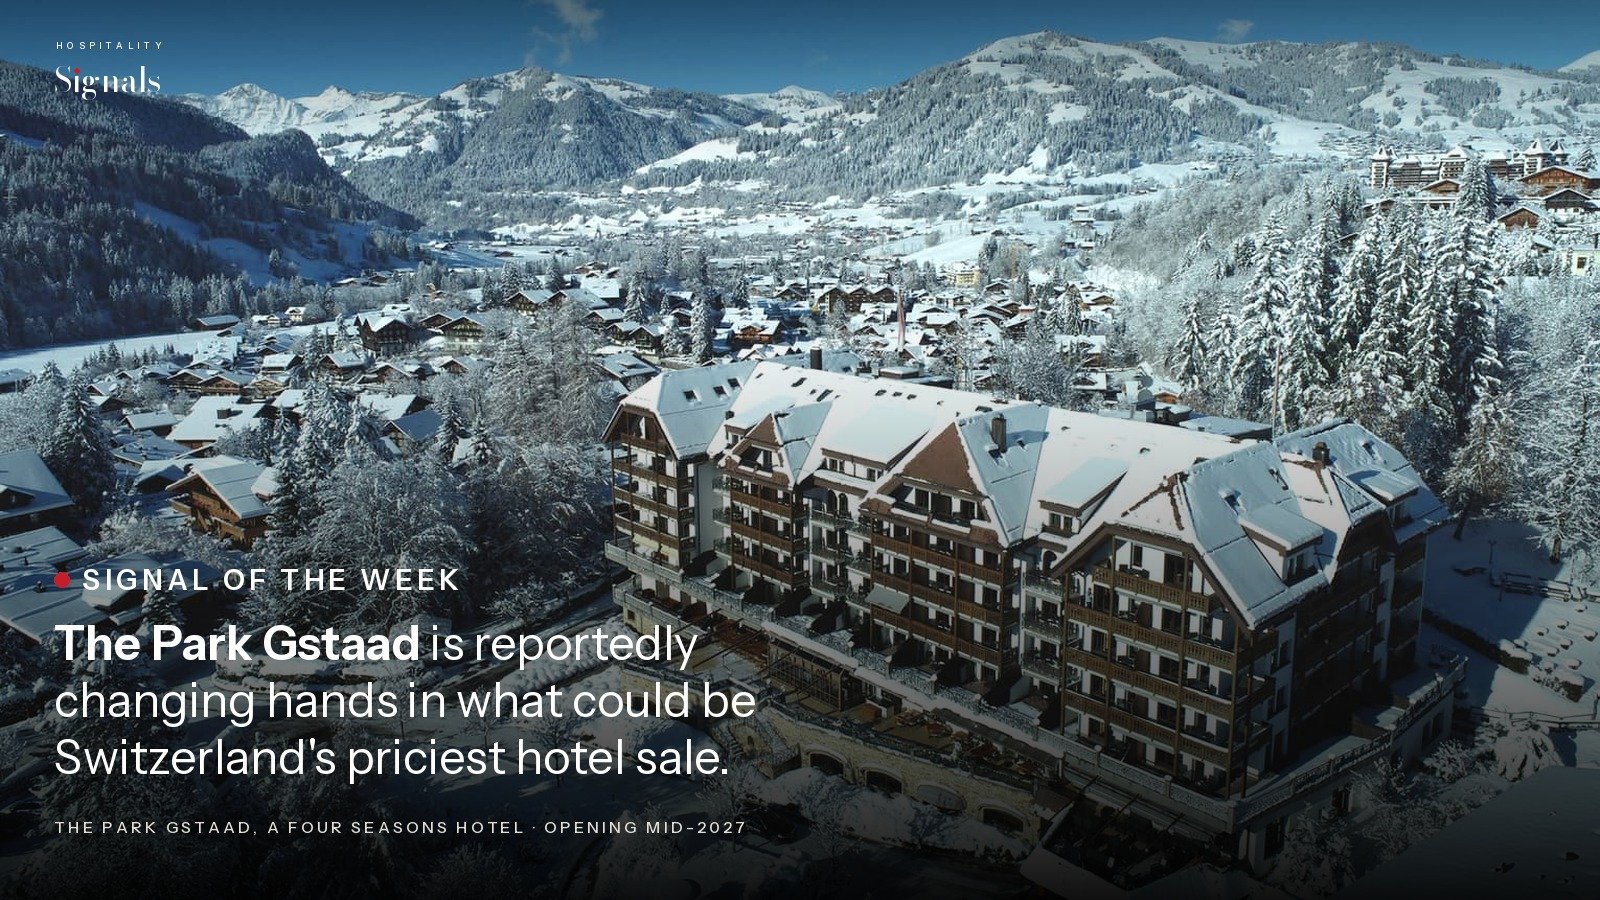 HOSPITALITY
Signals
SIGNAL OF THE WEEK
The Park Gstaad is reportedly
changing hands in what could be
Switzerland's priciest hotel sale.
THE PARK GSTAAD, A FOUR SEASONS HOTEL · OPENING MID-2027